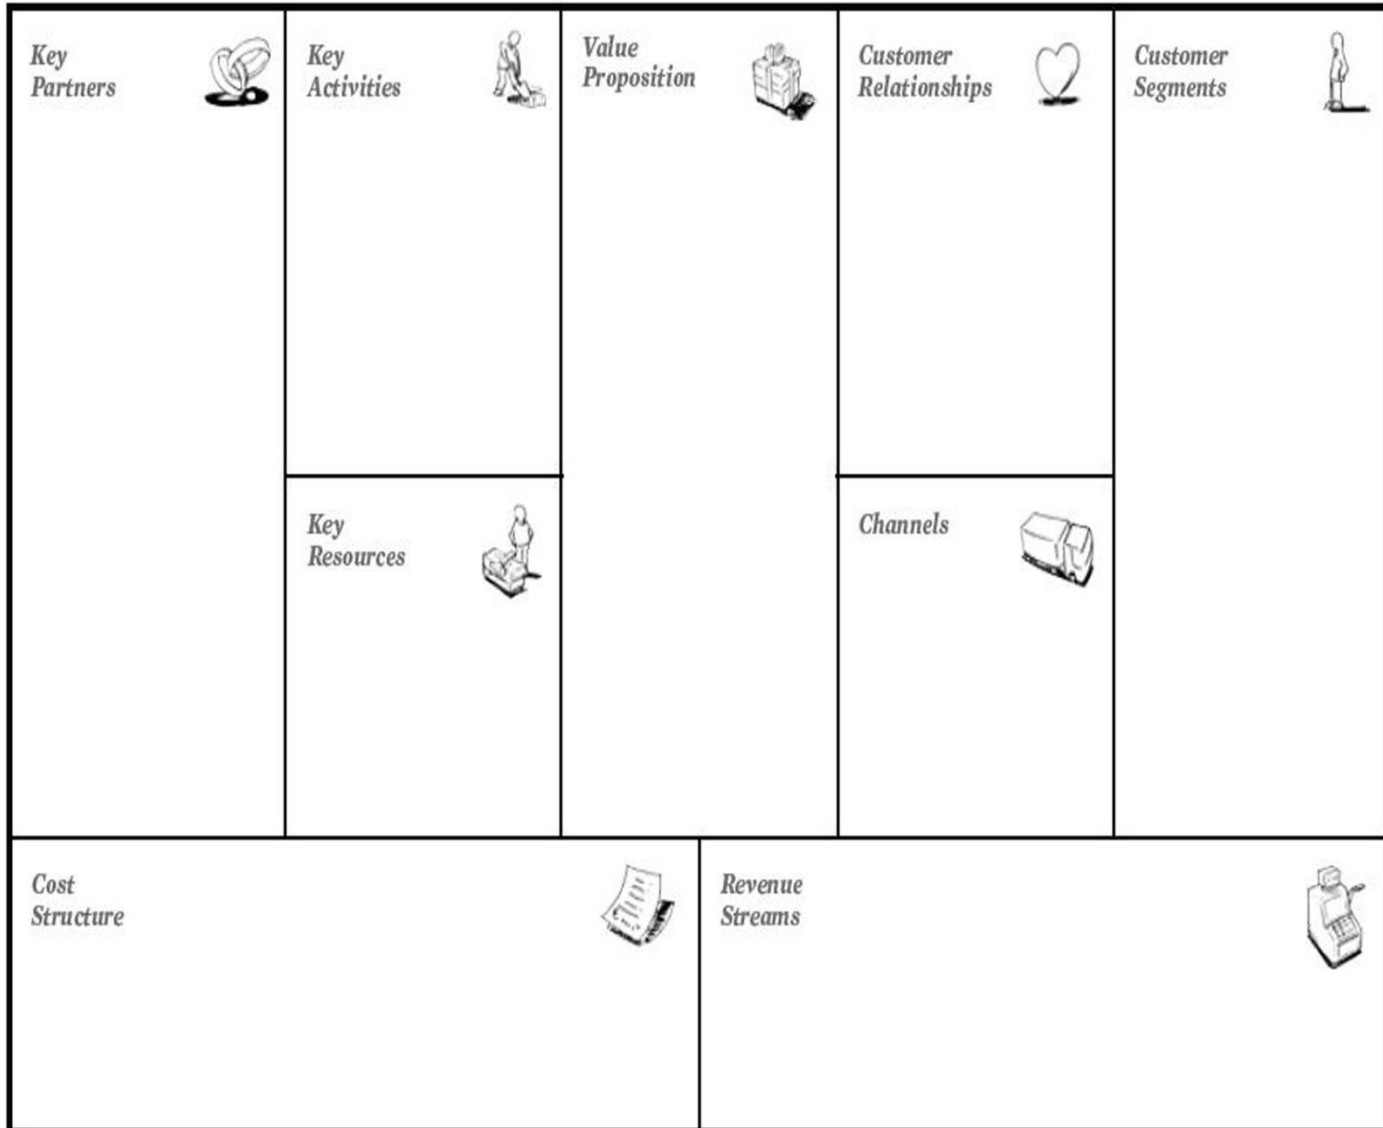 Key
Partners
Key
Activities
Value
Proposition
Customer
Relationships
Customer
Segments
Key
Resources
Channels
Cost
Structure
Revenue
Streams